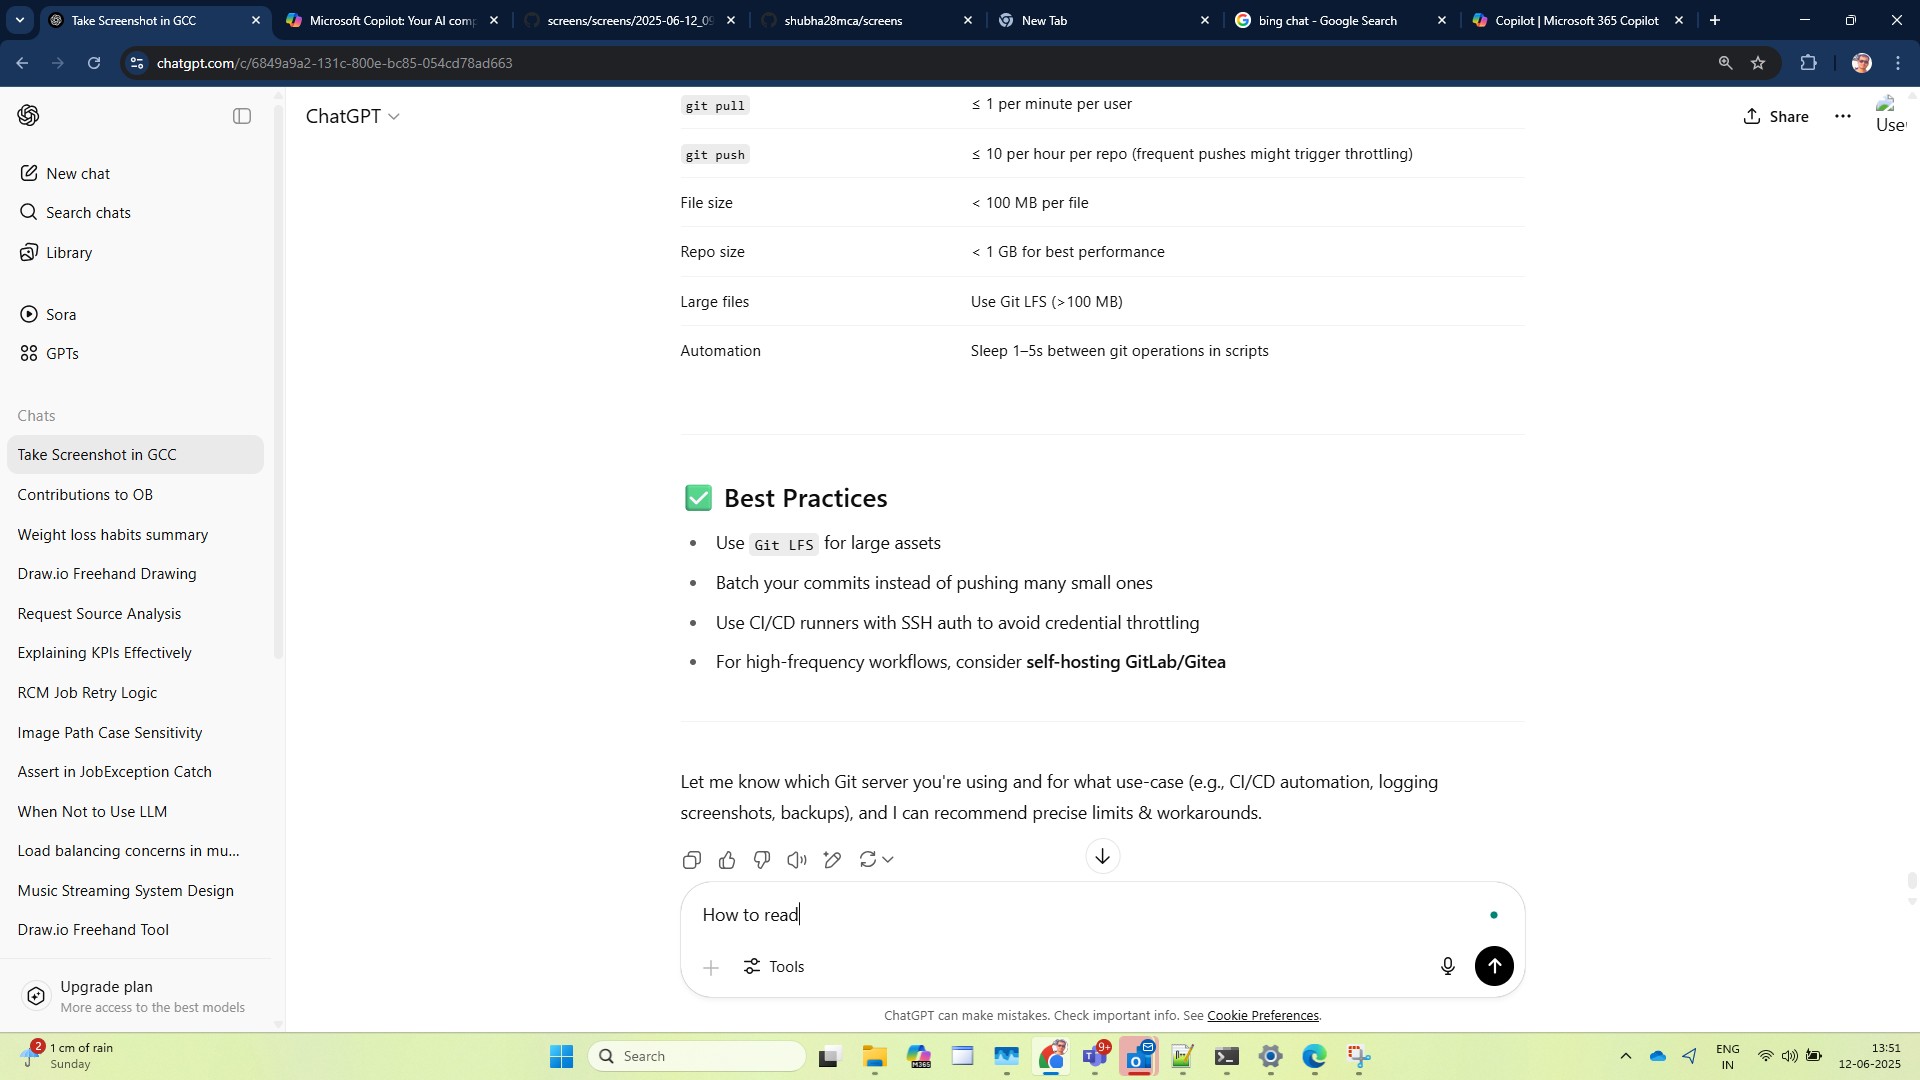 Take Screenshot in GCC
Microsoft Copilot: Your AI comp
screens/screens/2025-06-12_09
shubha28mca/screens
New Tab
bing chat - Google Search
Copilot | Microsoft 365 Copilot
chatgpt.com/c/6849a9a2-131c-800e-bc85-054cd78ad663
ChatGPT
Share
User
New chat
Search chats
Library
Sora
GPTs
Chats
Take Screenshot in GCC
Contributions to OB
Weight loss habits summary
Draw.io Freehand Drawing
Request Source Analysis
Explaining KPIs Effectively
RCM Job Retry Logic
Image Path Case Sensitivity
Assert in JobException Catch
When Not to Use LLM
Load balancing concerns in mu...
Music Streaming System Design
Draw.io Freehand Tool
Upgrade plan
More access to the best models
git pull ≤ 1 per minute per user
git push ≤ 10 per hour per repo (frequent pushes might trigger throttling)
File size < 100 MB per file
Repo size < 1 GB for best performance
Large files Use Git LFS (>100 MB)
Automation Sleep 1–5s between git operations in scripts
✅ Best Practices
• Use Git LFS for large assets
• Batch your commits instead of pushing many small ones
• Use CI/CD runners with SSH auth to avoid credential throttling
• For high-frequency workflows, consider self-hosting GitLab/Gitea
Let me know which Git server you're using and for what use-case (e.g., CI/CD automation, logging
screenshots, backups), and I can recommend precise limits & workarounds.
How to read
Tools
ChatGPT can make mistakes. Check important info. See Cookie Preferences.
2
1 cm of rain
Sunday
Search
M365
9+
ENG
IN
13:51
12-06-2025